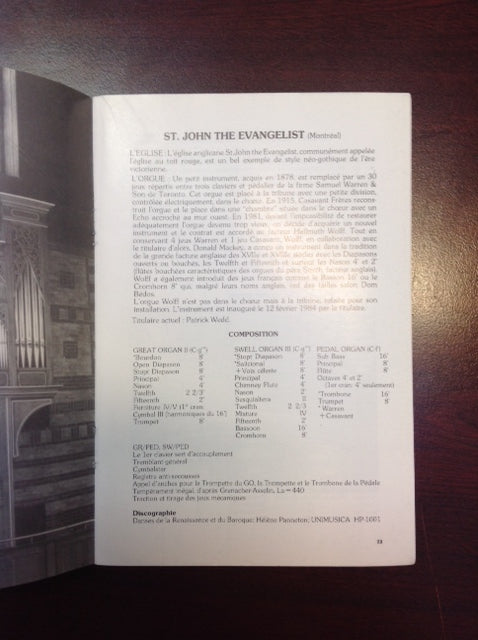 ST. JOHN THE EVANGELIST (Montréal)
L'ÉGLISE : L'église anglicane St.John the Evangelist, communément appelée
l'église au toit rouge, est un bel exemple de style néo-gothique de l'ère
victorienne.
L'ORGUE : Un petit instrument, acquis en 1878, est remplacé par un 30
jeux répartis entre trois claviers et pédalier de la firme Samuel Warren &
Son de Toronto. Cet orgue est placé à la tribune avec une petite division,
contrôlée électriquement, dans le choeur. En 1915, Casavant Frères recons-
truit l'orgue et le place dans une "chambre" située dans le choeur avec un
Echo accroché au mur ouest. En 1981, devant l'impossibilité de restaurer
adéquatement l'orgue devenu trop vieux, on décide d'acquérir un nouvel
instrument et le contrat est accordé au facteur Hellmuth Wolff. Tout en
conservant 4 jeux Warren et 1 jeu Casavant, Wolff, en collaboration avec
le titulaire d'alors, Donald Mackey, a conçu un instrument dans la tradition
de la grande facture anglaise des XVIIe et XVIIIe siècles avec les Diapasons
ouverts ou bouchés, les Twelfth et Fifteenth et surtout les Nason 4' et 2'
(flûtes bouchées caractéristiques des orgues du père Smith, facteur anglais).
Wolff a également introduit des jeux français comme le Basson 16' ou le
Cromhorn 8' qui, malgré leurs noms anglais, ont des tailles selon Dom
Bédos.
L'orgue Wolff n'est pas dans le choeur mais à la tribune, refaite pour son
installation. L'instrument est inauguré le 12 février 1984 par le titulaire.
Titulaire actuel : Patrick Wedd.
COMPOSITION
GREAT ORGAN II (C-g''')
*Bourdon 8'
Open Diapason 8'
Stopt Diapason 8'
Principal 4'
Nason 4'
Twelfth 2 2/3'
Fifteenth 2'
Furniture IV/V (1° cran:
Cymbal III (harmoniques du 16')
Trumpet 8'
SWELL ORGAN III (C-g''')
*Stopt Diapason 8'
*Salicional 8'
+Voix céleste 8'
Principal 4'
Chimney Flute 4'
Nason 2'
Sesquialtera II
Twelfth 2 2/3
Mixture IV
Fifteenth 2'
Bassoon 16'
Cromhorn 8'
PEDAL ORGAN (C-f')
Sub Bass 16'
Principal 8'
Flûte 8'
Octaves 4' et 2'
(1er cran: 4' seulement)
*Trombone 16'
Trumpet 8'
*Warren
+Casavant
GR/PED, SW/PED
Le 1er clavier sert d'accouplement
Tremblant général
Cymbalster
Registre anti-secousses
Appel d'anches pour la Trompette du GO, la Trompette et le Trombone de la Pédale
Tempérament inégal, d'après Grenacher-Asselin, La=440
Traction et tirage des jeux mécaniques
Discographie
Danses de la Renaissance et du Baroque; Hélène Panneton; UNIMUSICA HP-1001
73